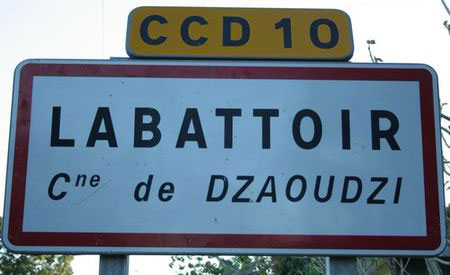 CCD 10
LABATTOIR
Cne de DZAOUDZI